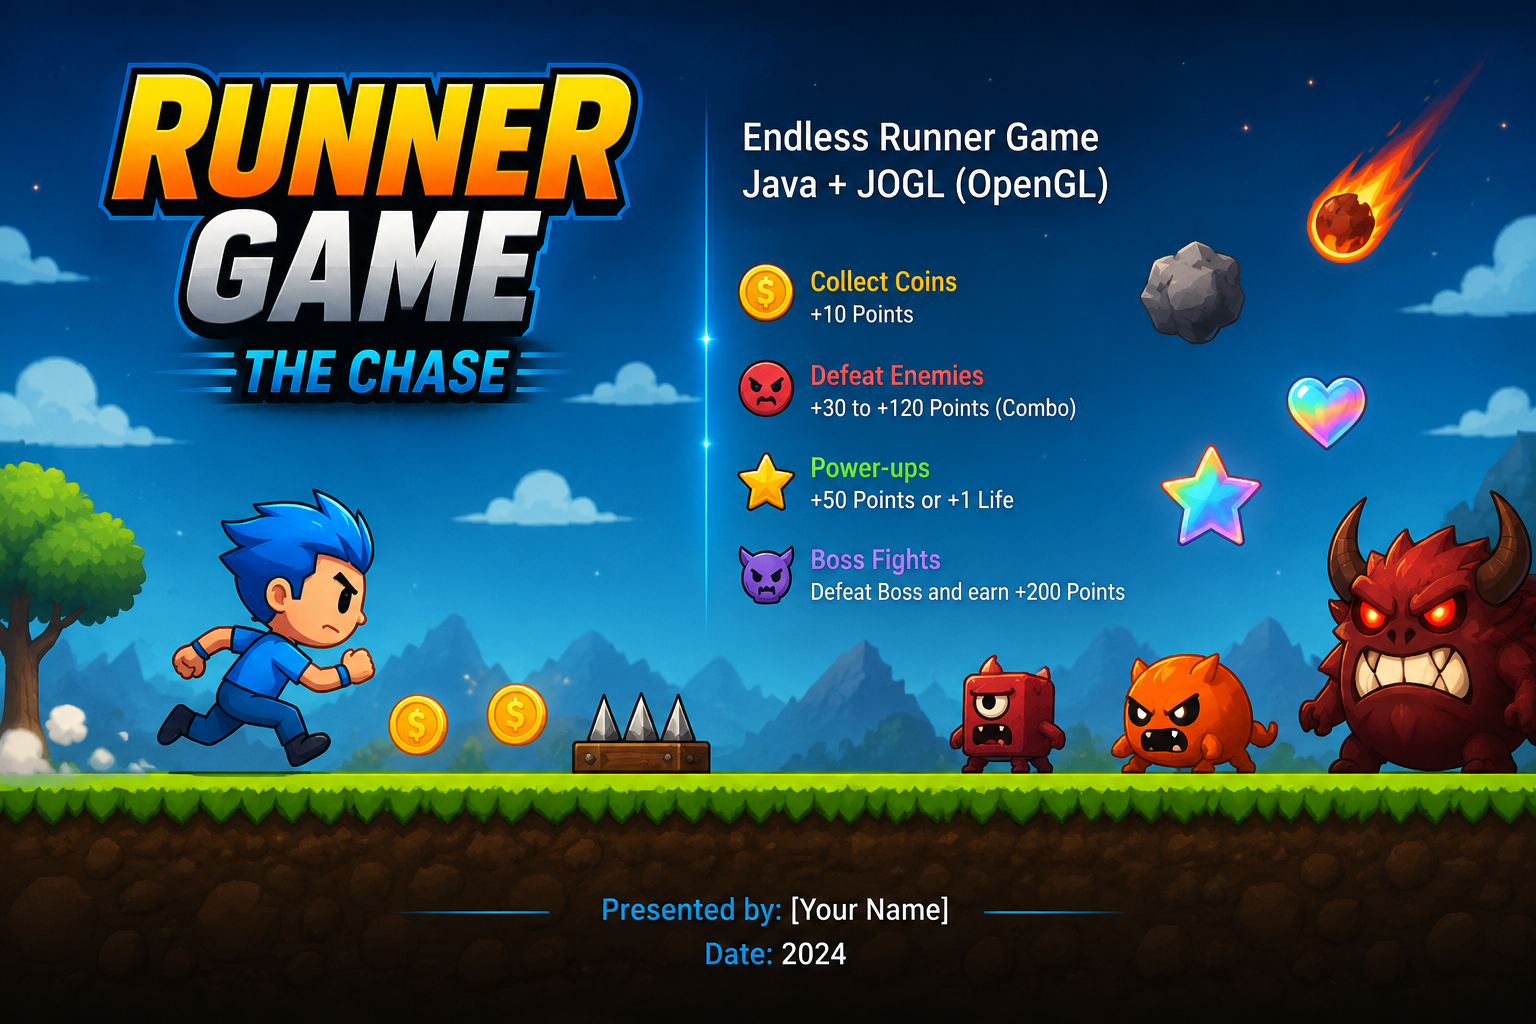 RUNNER
GAME
THE CHASE
Endless Runner Game
Java + JOGL (OpenGL)
$ Collect Coins
+10 Points
Defeat Enemies
+30 to +120 Points (Combo)
Power-ups
+50 Points or +1 Life
Boss Fights
Defeat Boss and earn +200 Points
$ $
Presented by: [Your Name]
Date: 2024